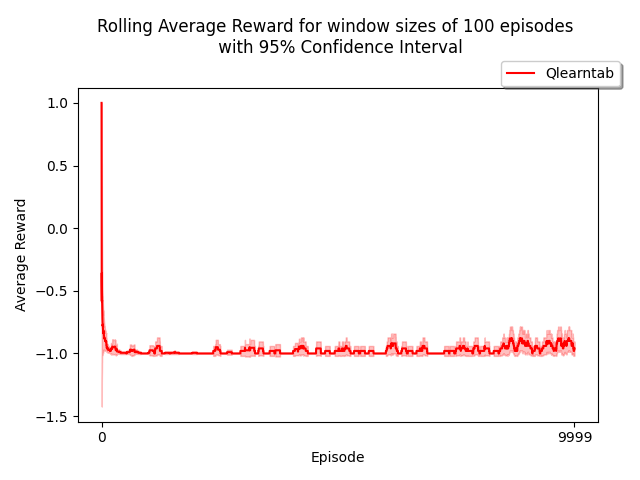 Rolling Average Reward for window sizes of 100 episodes
with 95% Confidence Interval
Qlearntab
1.0
0.5
0.0
−0.5
−1.0
−1.5
Average Reward
0
9999
Episode